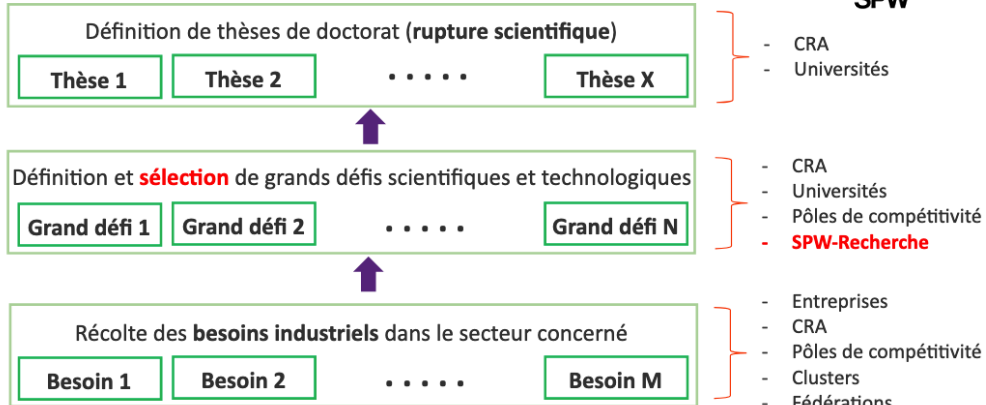 SPW
Définition de thèses de doctorat (rupture scientifique)
Thèse 1 Thèse 2 ..... Thèse X
- CRA
- Universités
Définition et sélection de grands défis scientifiques et technologiques
Grand défi 1 Grand défi 2 ..... Grand défi N
- CRA
- Universités
- Pôles de compétitivité
- SPW-Recherche
Récolte des besoins industriels dans le secteur concerné
Besoin 1 Besoin 2 ..... Besoin M
- Entreprises
- CRA
- Pôles de compétitivité
- Clusters
- Fédérations